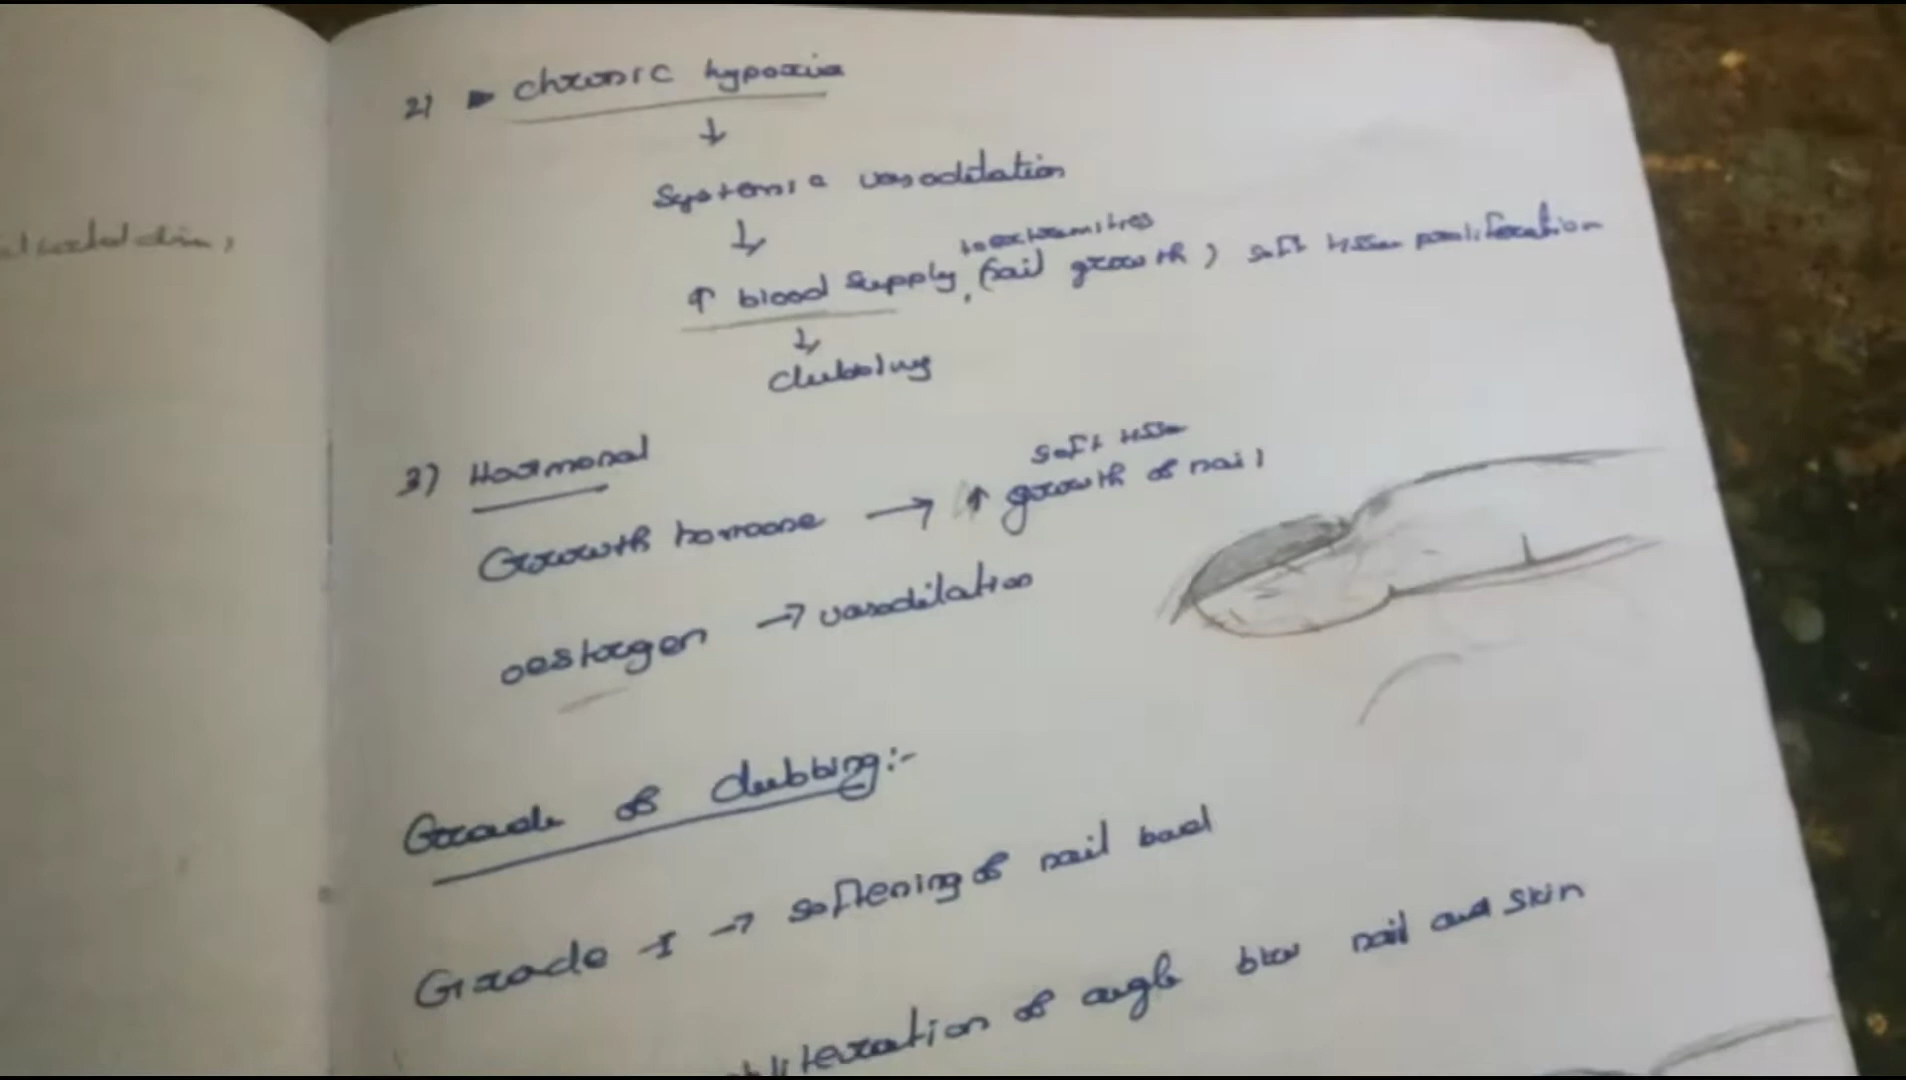 2) ▶ chronic hypoxia
↓
Systemic vasodilation
↓
to extremities
↑ blood supply, (nail growth) soft tissue proliferation
↓
clubbing
3) Hormonal
soft tissue
Growth hormone → ↑ growth of nail
oestrogen → vasodilation
Grade of clubbing:-
Grade - I → softening of nail bed
obliteration of angle btw nail and skin